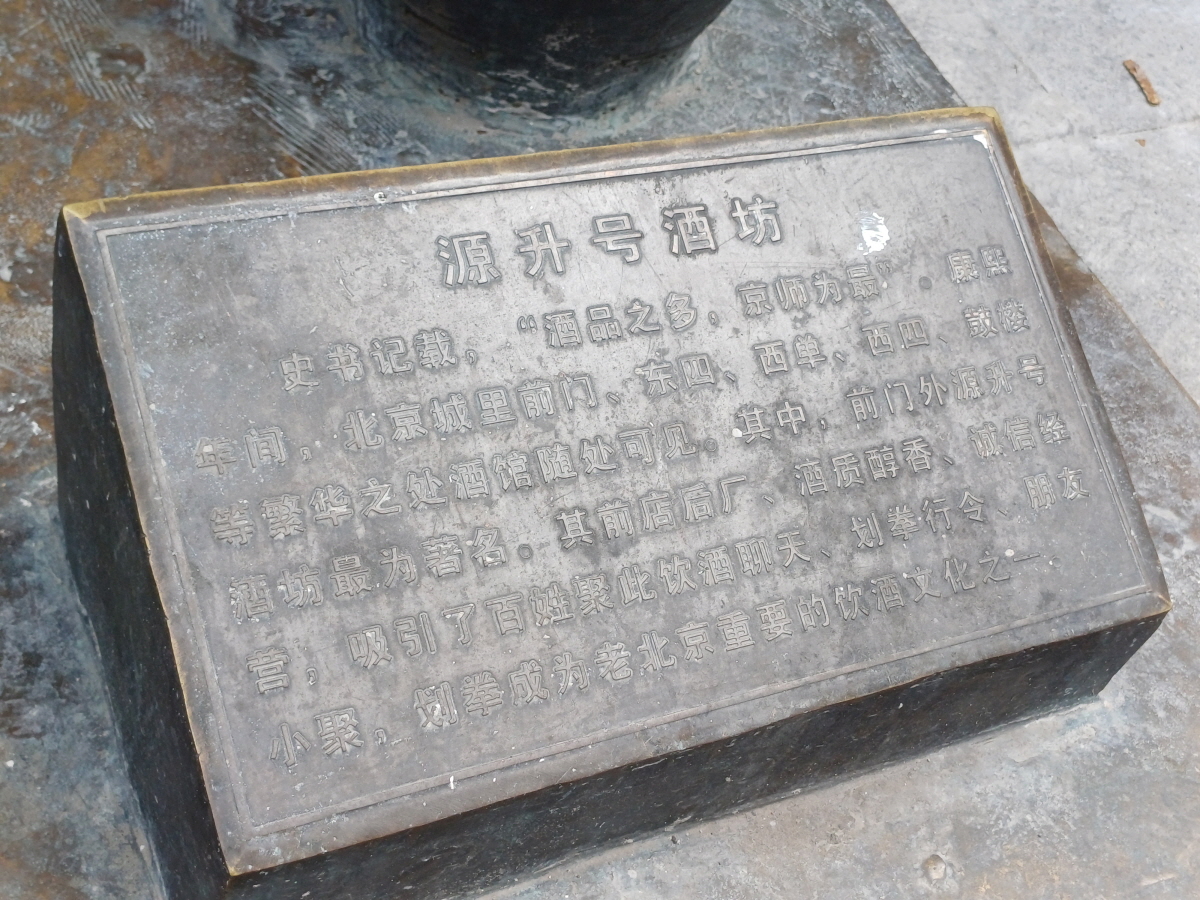 源升号酒坊
史书记载，“酒品之多，京师为最”。康熙
年间，北京城里前门、东四、西单、西四、鼓楼
等繁华之处酒馆随处可见。其中，前门外源升号
酒坊最为著名。其前店后厂、酒质醇香、诚信经
营，吸引了百姓聚此饮酒聊天、划拳行令、朋友
小聚，划拳成为老北京重要的饮酒文化之一。